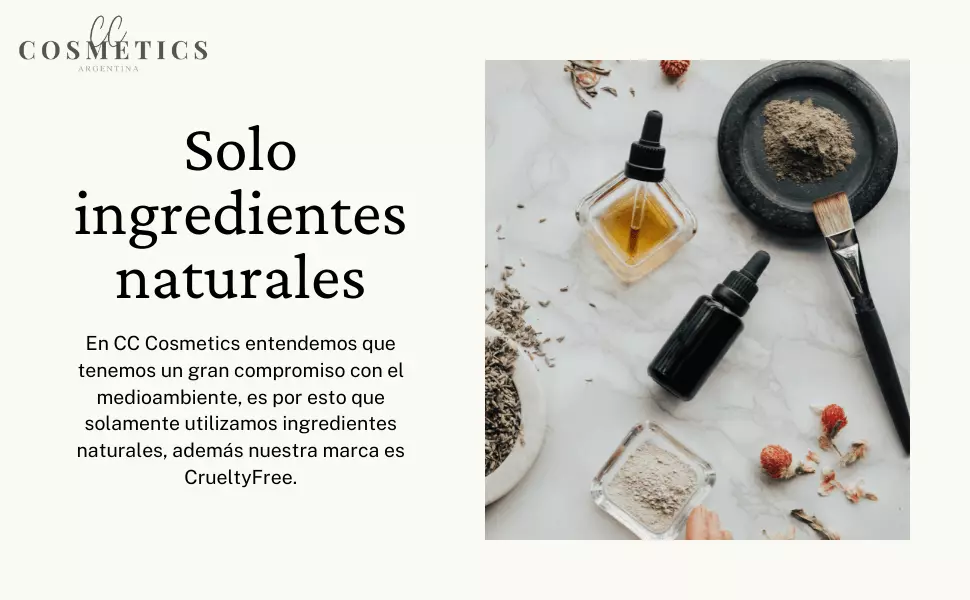 CC
COSMETICS
ARGENTINA
Solo
ingredientes
naturales
En CC Cosmetics entendemos que
tenemos un gran compromiso con el
medioambiente, es por esto que
solamente utilizamos ingredientes
naturales, además nuestra marca es
CrueltyFree.